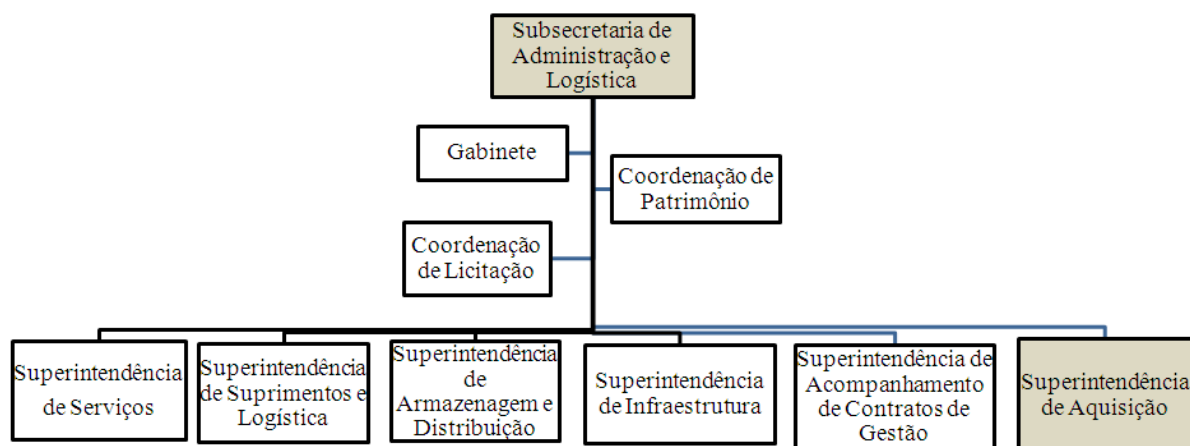 Subsecretaria de
Administração e
Logística
Gabinete
Coordenação de
Patrimônio
Coordenação
de Licitação
Superintendência
de Serviços
Superintendência
de Suprimentos e
Logística
Superintendência
de
Armazenagem e
Distribuição
Superintendência
de Infraestrutura
Superintendência de
Acompanhamento
de Contratos de
Gestão
Superintendência
de Aquisição